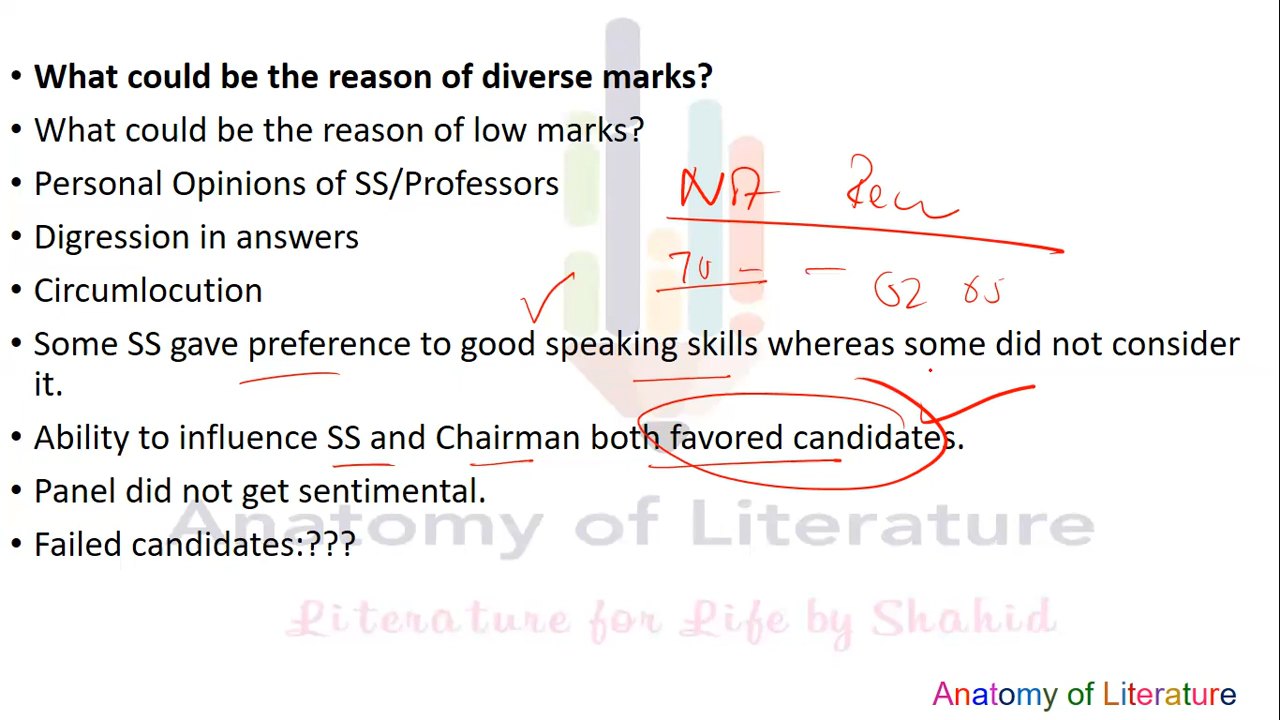 • What could be the reason of diverse marks?
• What could be the reason of low marks?
• Personal Opinions of SS/Professors
• Digression in answers
• Circumlocution
• Some SS gave preference to good speaking skills whereas some did not consider
it.
• Ability to influence SS and Chairman both favored candidates.
• Panel did not get sentimental.
• Failed candidates:???
70
Anatomy of Literature
Literature for Life by Shahid
Anatomy of Literature